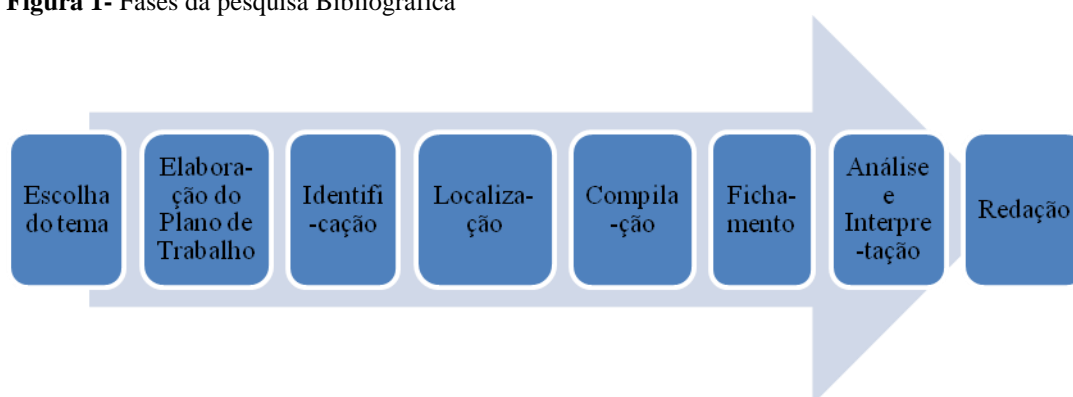 Figura 1- Fases da pesquisa Bibliográfica
Escolha
do tema
Elabora-
ção do
Plano de
Trabalho
Identifi
-cação
Localiza-
ção
Compila
-ção
Ficha-
mento
Análise
e
Interpre
-tação
Redação